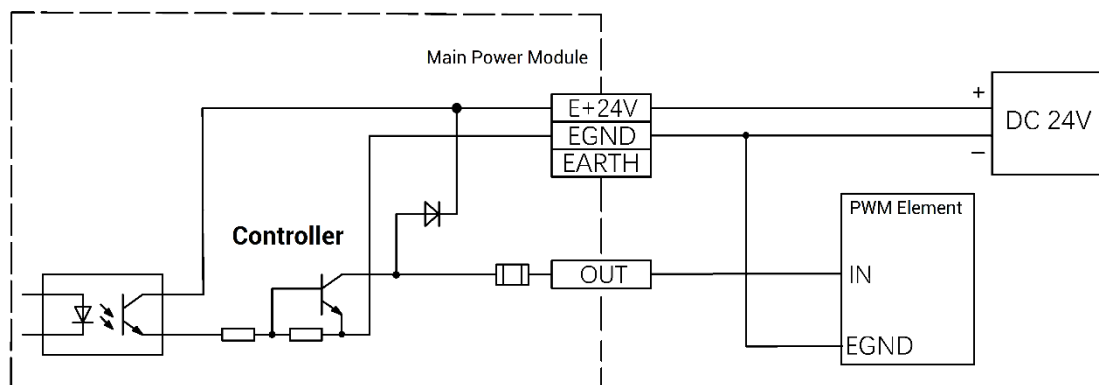 Main Power Module
E+24V
EGND
EARTH
+
−
DC 24V
PWM Element
Controller
OUT
IN
EGND